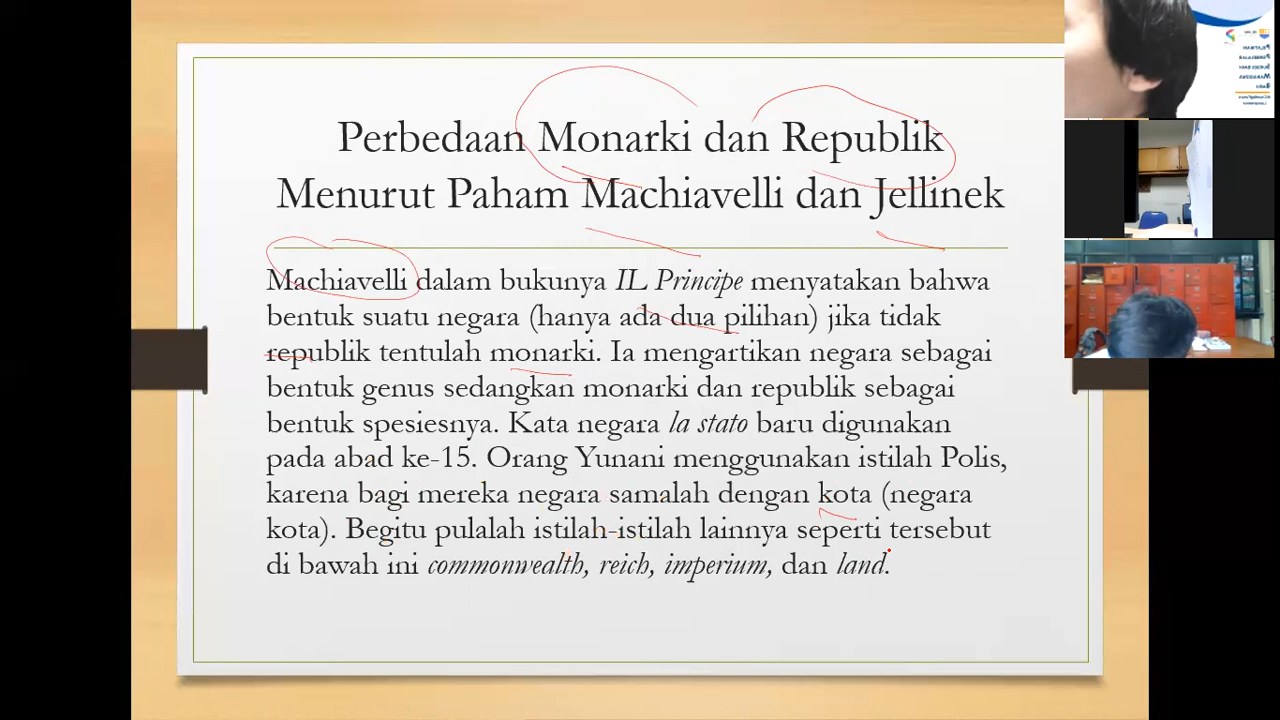 Perbedaan Monarki dan Republik
Menurut Paham Machiavelli dan Jellinek
Machiavelli dalam bukunya IL Principe menyatakan bahwa
bentuk suatu negara (hanya ada dua pilihan) jika tidak
republik tentulah monarki. Ia mengartikan negara sebagai
bentuk genus sedangkan monarki dan republik sebagai
bentuk spesiesnya. Kata negara la stato baru digunakan
pada abad ke-15. Orang Yunani menggunakan istilah Polis,
karena bagi mereka negara samalah dengan kota (negara
kota). Begitu pulalah istilah-istilah lainnya seperti tersebut
di bawah ini commonwealth, reich, imperium, dan land.